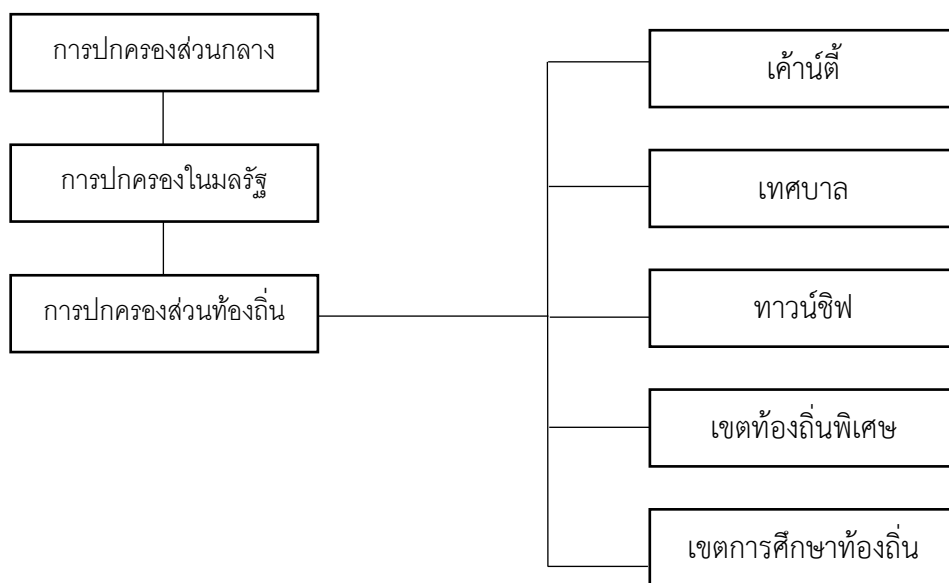 การปกครองส่วนกลาง
การปกครองในมลรัฐ
การปกครองส่วนท้องถิ่น
เค้าน์ตี้
เทศบาล
ทาวน์ชิฟ
เขตท้องถิ่นพิเศษ
เขตการศึกษาท้องถิ่น